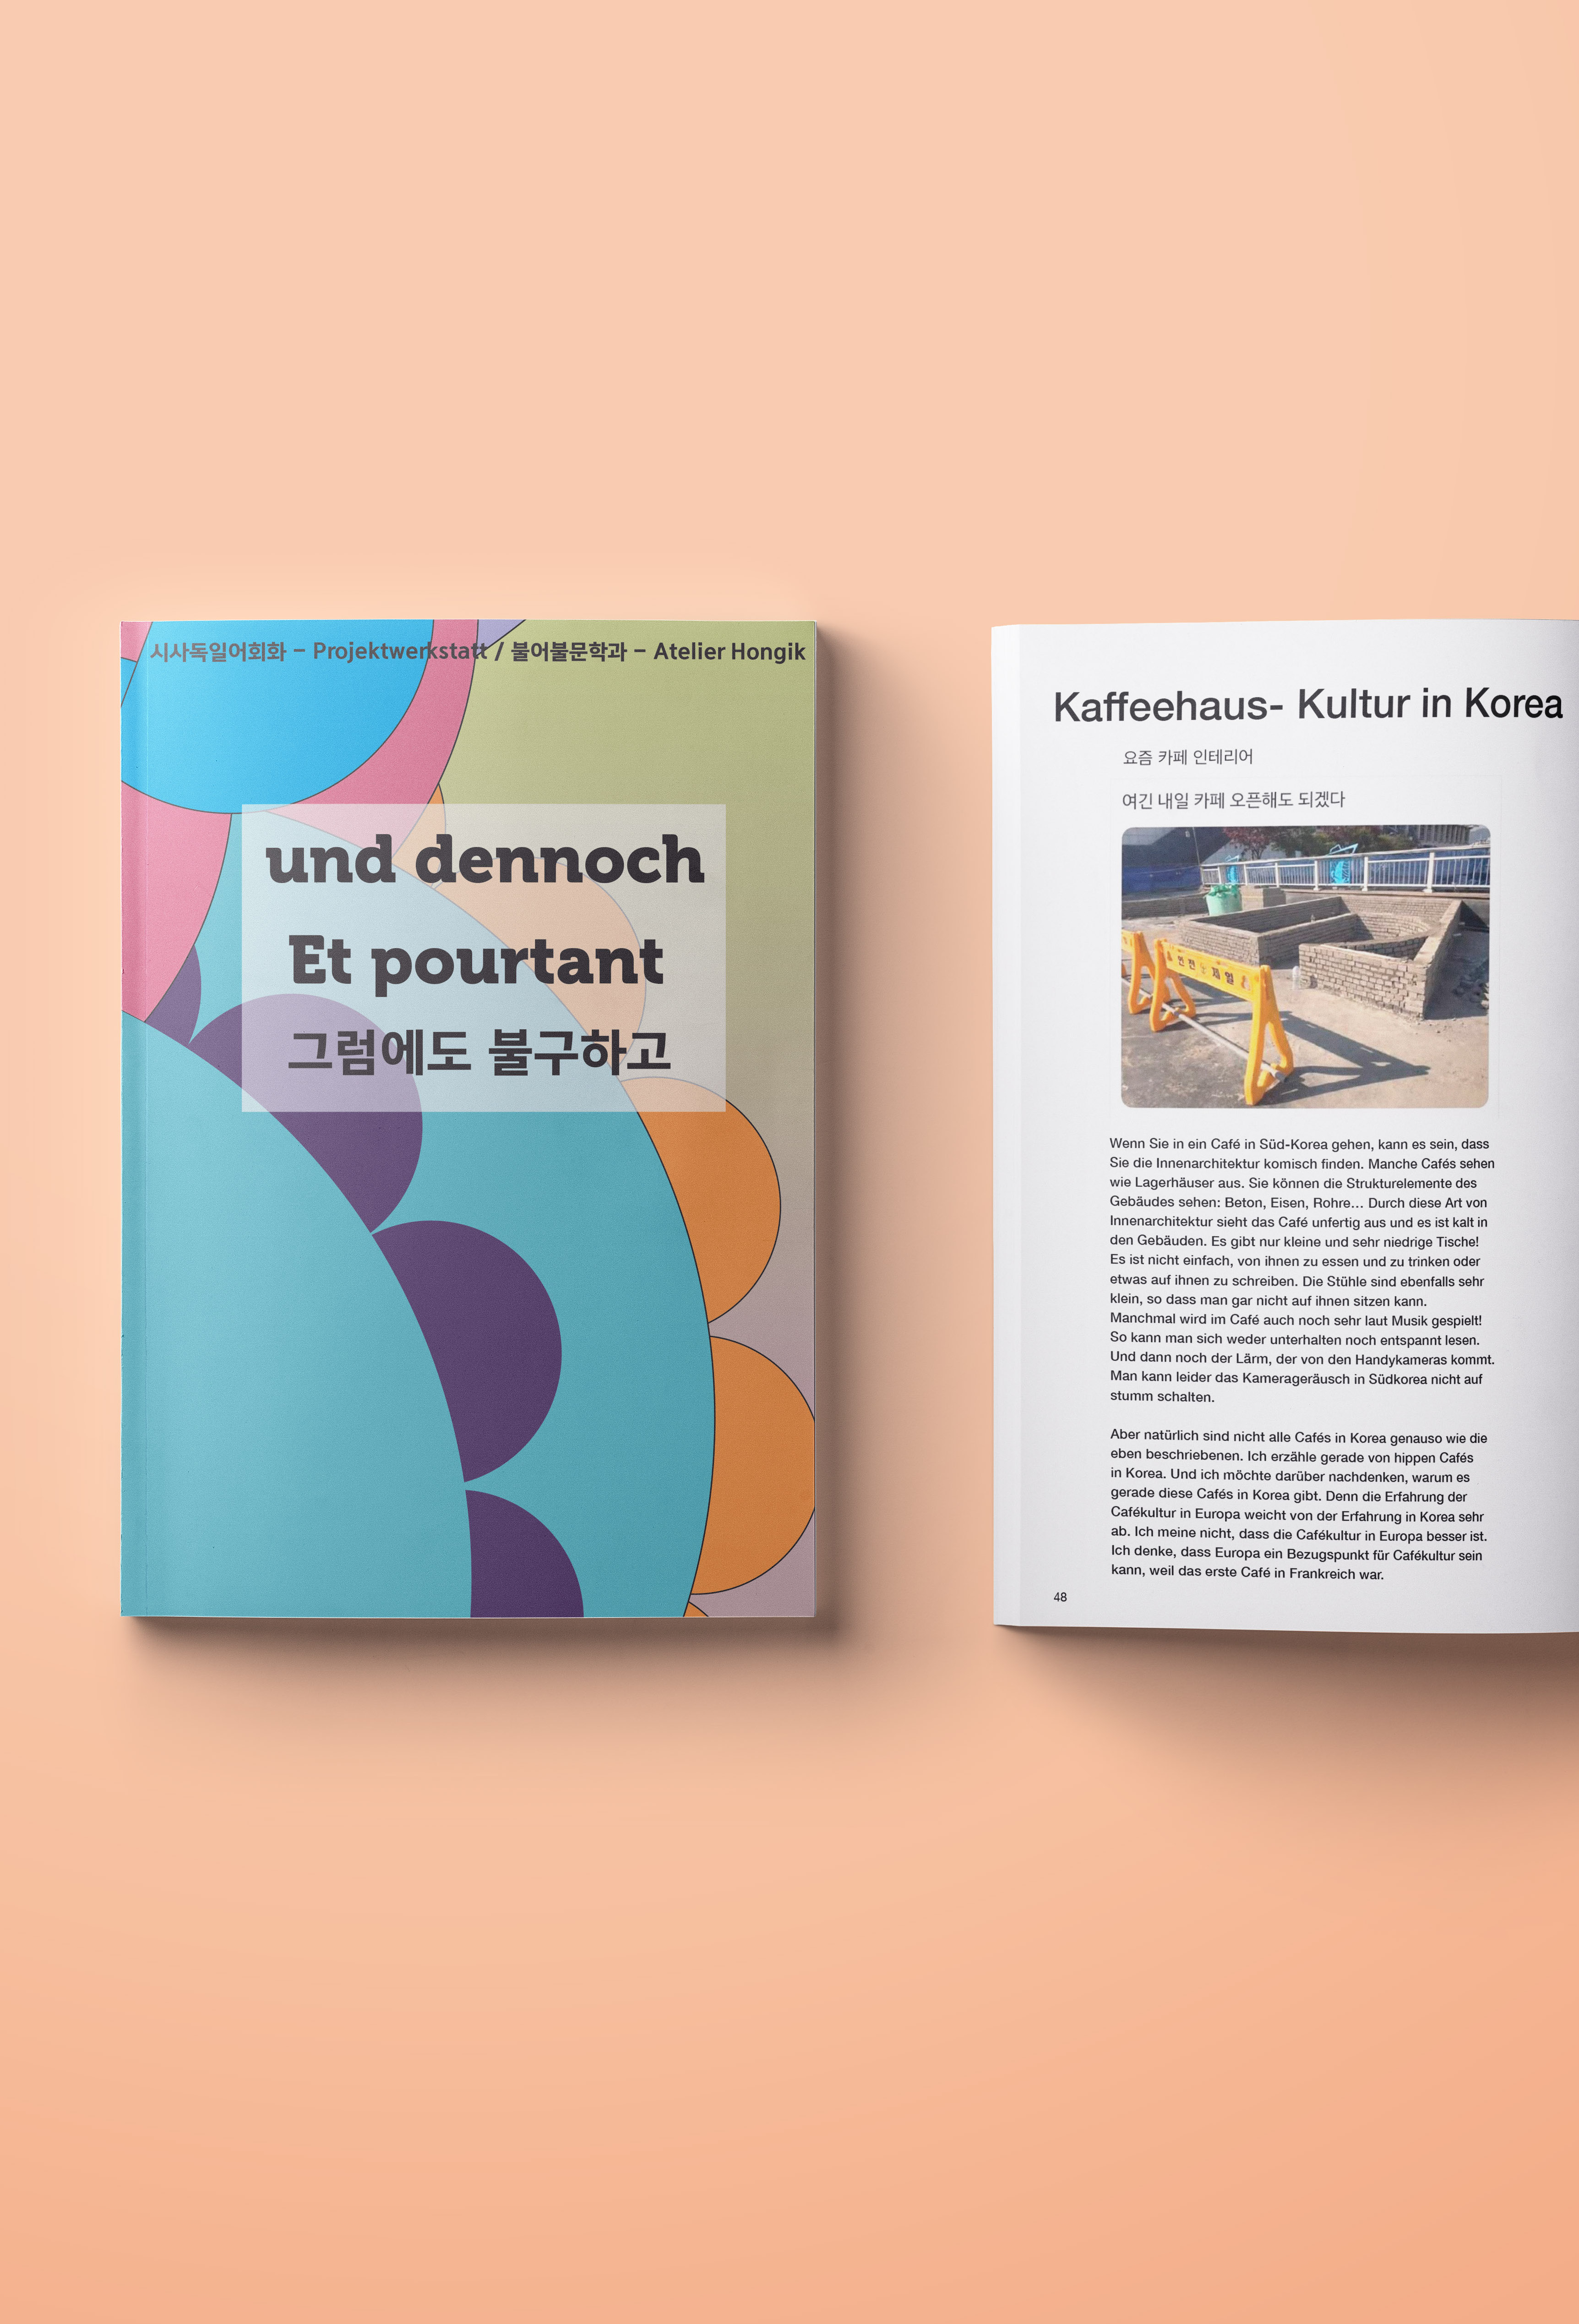 시사독일어회화 – Projektwerkstatt / 불어불문학과 – Atelier Hongik
und dennoch
Et pourtant
그럼에도 불구하고
Kaffeehaus- Kultur in Korea
요즘 카페 인테리어
여긴 내일 카페 오픈해도 되겠다
안전제일
Wenn Sie in ein Café in Süd-Korea gehen, kann es sein, dass
Sie die Innenarchitektur komisch finden. Manche Cafés sehen
wie Lagerhäuser aus. Sie können die Strukturelemente des
Gebäudes sehen: Beton, Eisen, Rohre... Durch diese Art von
Innenarchitektur sieht das Café unfertig aus und es ist kalt in
den Gebäuden. Es gibt nur kleine und sehr niedrige Tische!
Es ist nicht einfach, von ihnen zu essen und zu trinken oder
etwas auf ihnen zu schreiben. Die Stühle sind ebenfalls sehr
klein, so dass man gar nicht auf ihnen sitzen kann.
Manchmal wird im Café auch noch sehr laut Musik gespielt!
So kann man sich weder unterhalten noch entspannt lesen.
Und dann noch der Lärm, der von den Handykameras kommt.
Man kann leider das Kamerageräusch in Südkorea nicht auf
stumm schalten.
Aber natürlich sind nicht alle Cafés in Korea genauso wie die
eben beschriebenen. Ich erzähle gerade von hippen Cafés
in Korea. Und ich möchte darüber nachdenken, warum es
gerade diese Cafés in Korea gibt. Denn die Erfahrung der
Cafékultur in Europa weicht von der Erfahrung in Korea sehr
ab. Ich meine nicht, dass die Cafékultur in Europa besser ist.
Ich denke, dass Europa ein Bezugspunkt für Cafékultur sein
kann, weil das erste Café in Frankreich war.
48